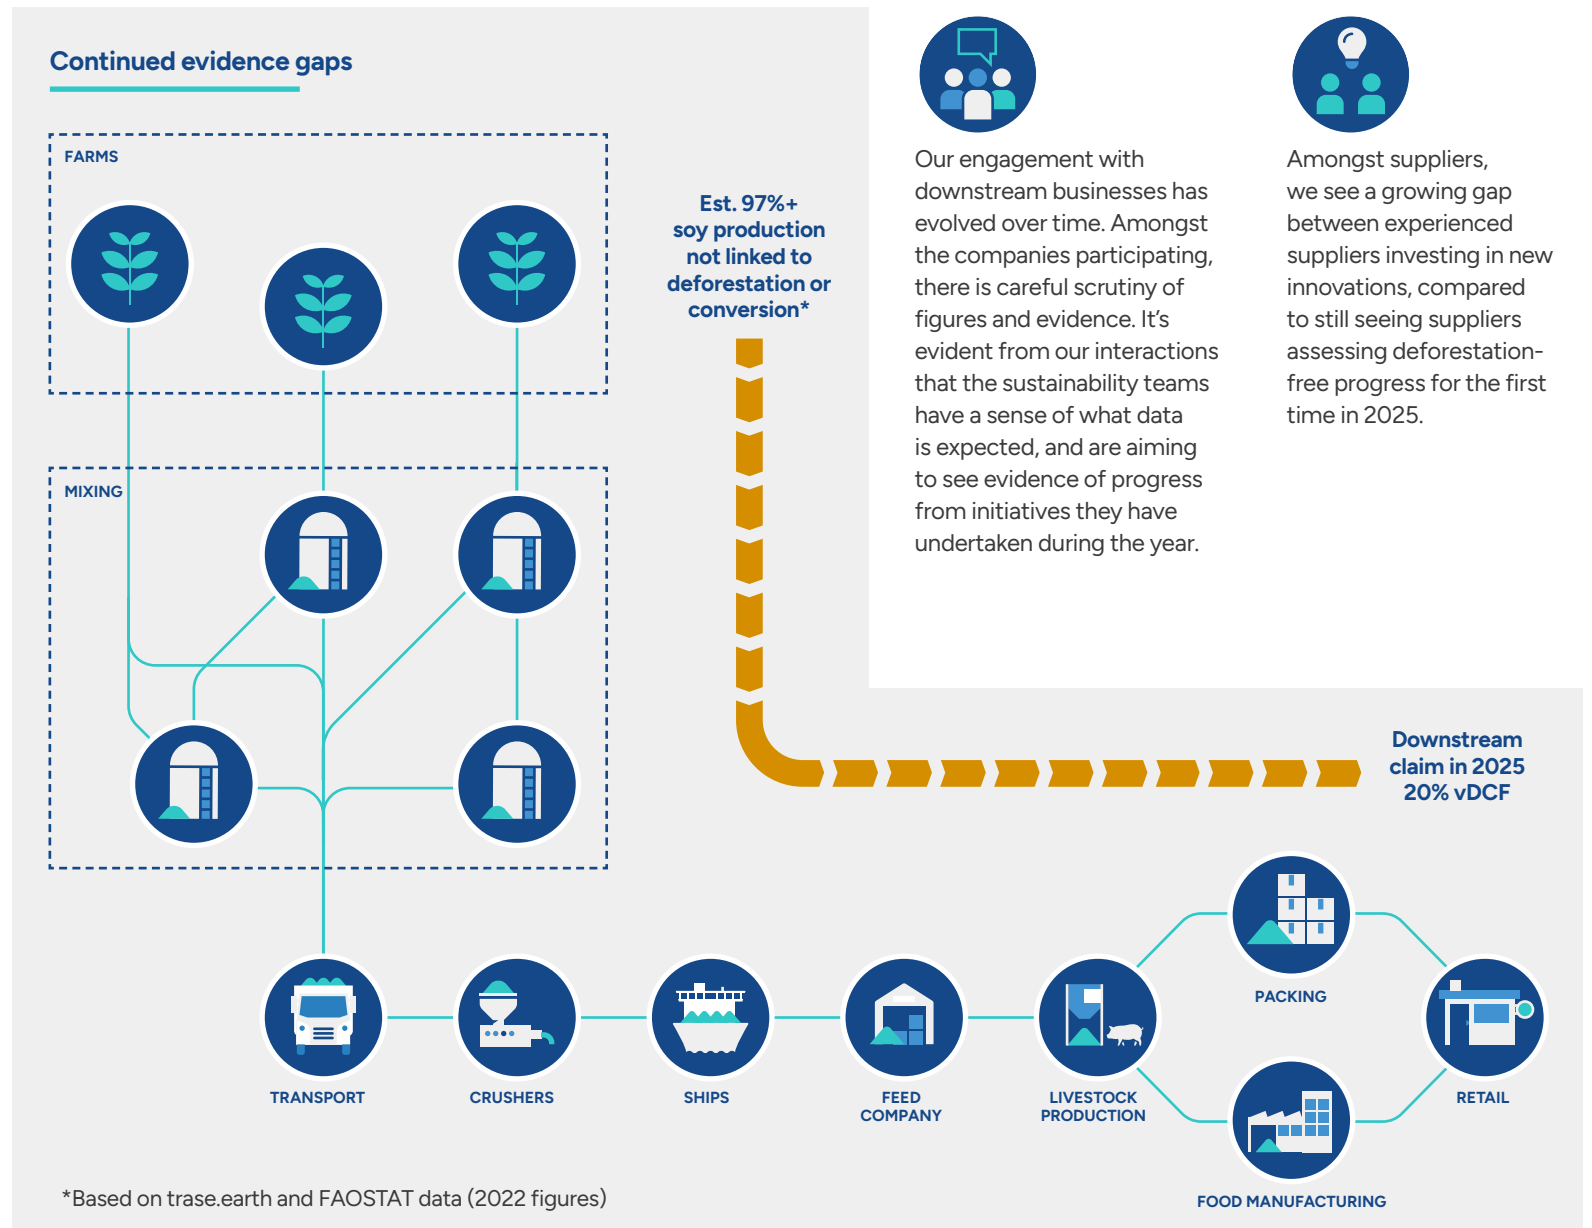 Continued evidence gaps
FARMS
MIXING
Est. 97%+
soy production
not linked to
deforestation or
conversion*
Our engagement with
downstream businesses has
evolved over time. Amongst
the companies participating,
there is careful scrutiny of
figures and evidence. It’s
evident from our interactions
that the sustainability teams
have a sense of what data
is expected, and are aiming
to see evidence of progress
from initiatives they have
undertaken during the year.
Amongst suppliers,
we see a growing gap
between experienced
suppliers investing in new
innovations, compared
to still seeing suppliers
assessing deforestation-
free progress for the first
time in 2025.
Downstream
claim in 2025
20% vDCF
TRANSPORT
CRUSHERS
SHIPS
FEED
COMPANY
LIVESTOCK
PRODUCTION
PACKING
FOOD MANUFACTURING
RETAIL
*Based on trase.earth and FAOSTAT data (2022 figures)